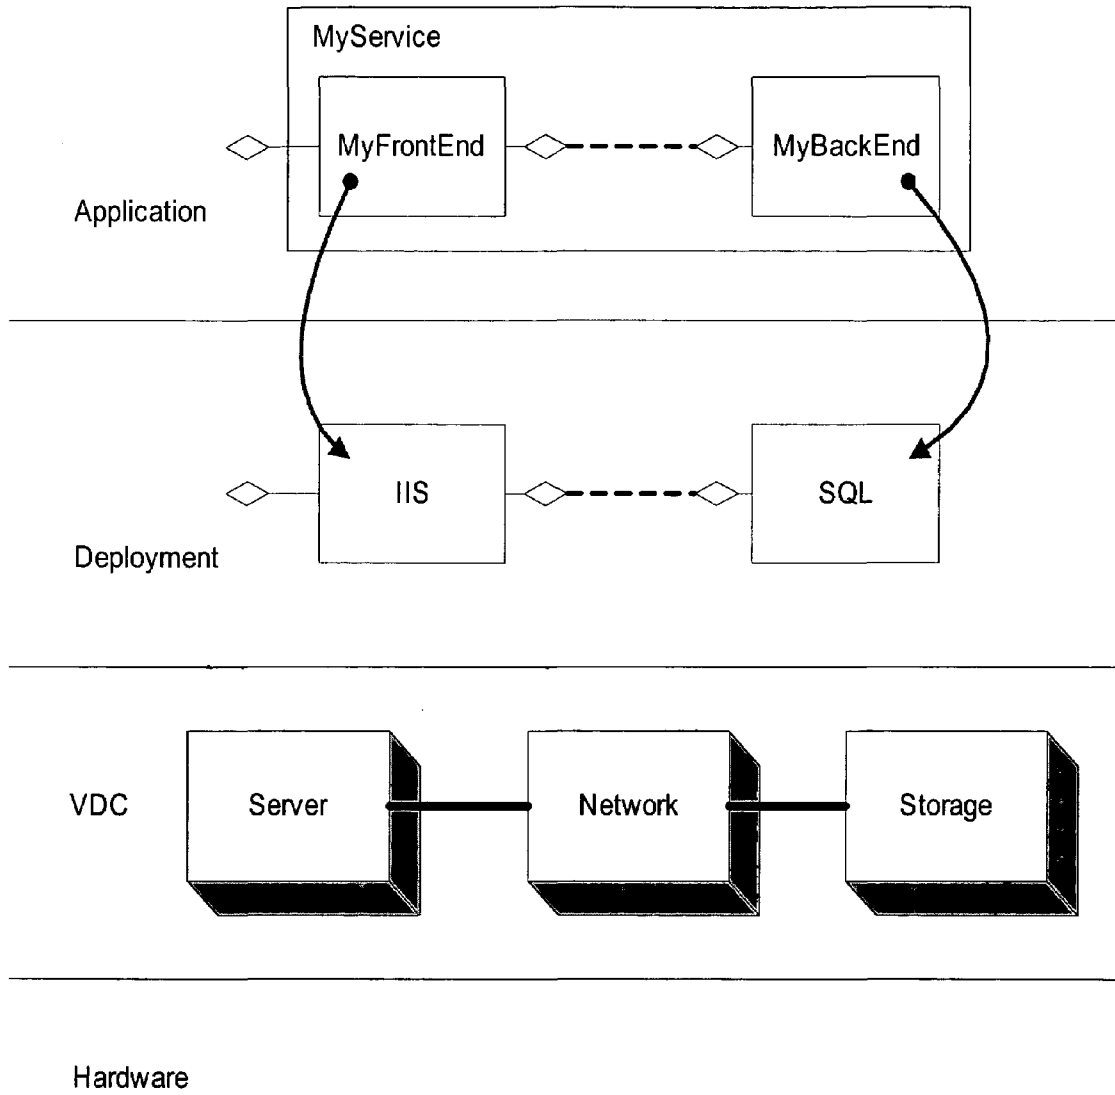 MyService
MyFrontEnd
MyBackEnd
Application
IIS
SQL
Deployment
VDC
Server
Network
Storage
Hardware